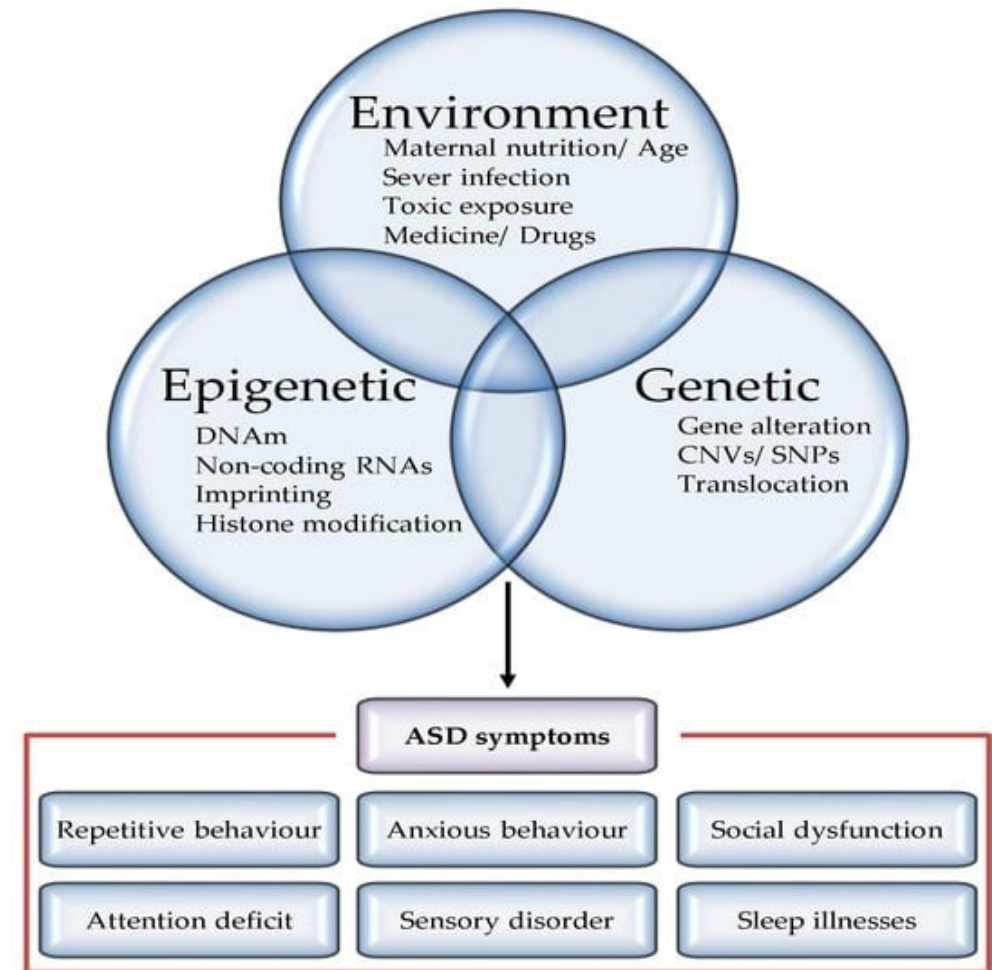 Environment
Maternal nutrition/ Age
Sever infection
Toxic exposure
Medicine/ Drugs
Epigenetic
DNAm
Non-coding RNAs
Imprinting
Histone modification
Genetic
Gene alteration
CNVs/ SNPs
Translocation
ASD symptoms
Repetitive behaviour
Anxious behaviour
Social dysfunction
Attention deficit
Sensory disorder
Sleep illnesses